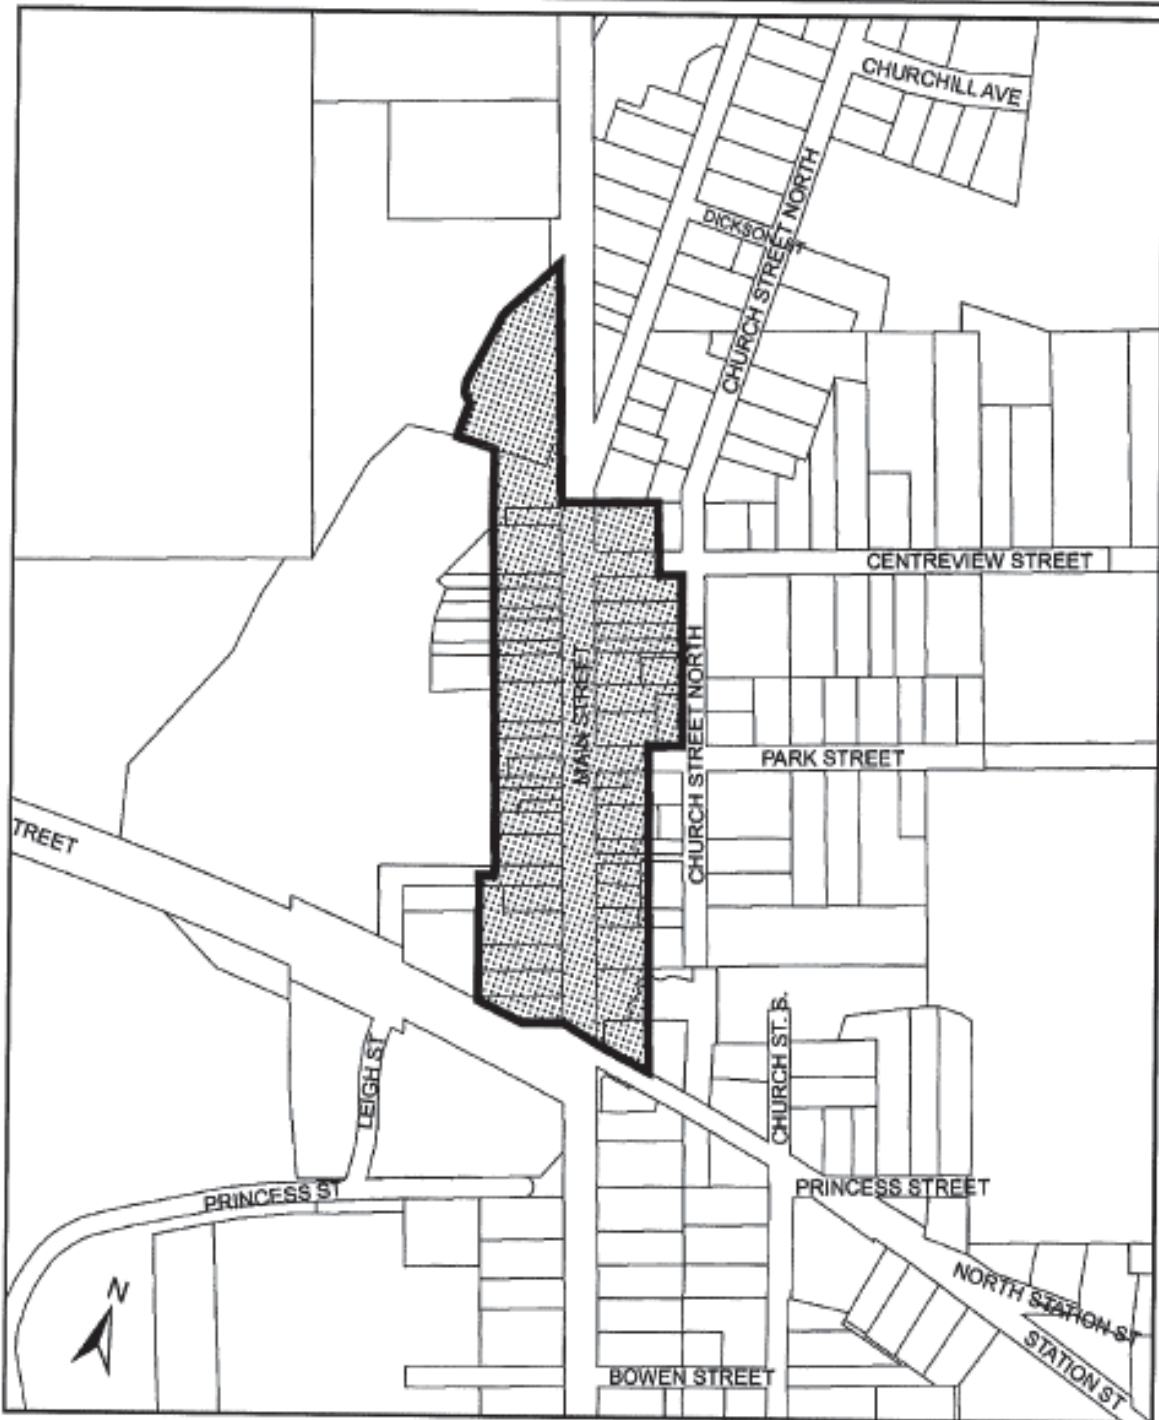 CHURCHILL AVE
CHURCH STREET NORTH
DICKSON ST
CENTREVIEW STREET
MAIN STREET
CHURCH STREET NORTH
PARK STREET
TREET
CHURCH ST. S.
LEIGH ST
PRINCESS ST
PRINCESS STREET
N
NORTH STATION ST
STATION ST
BOWEN STREET